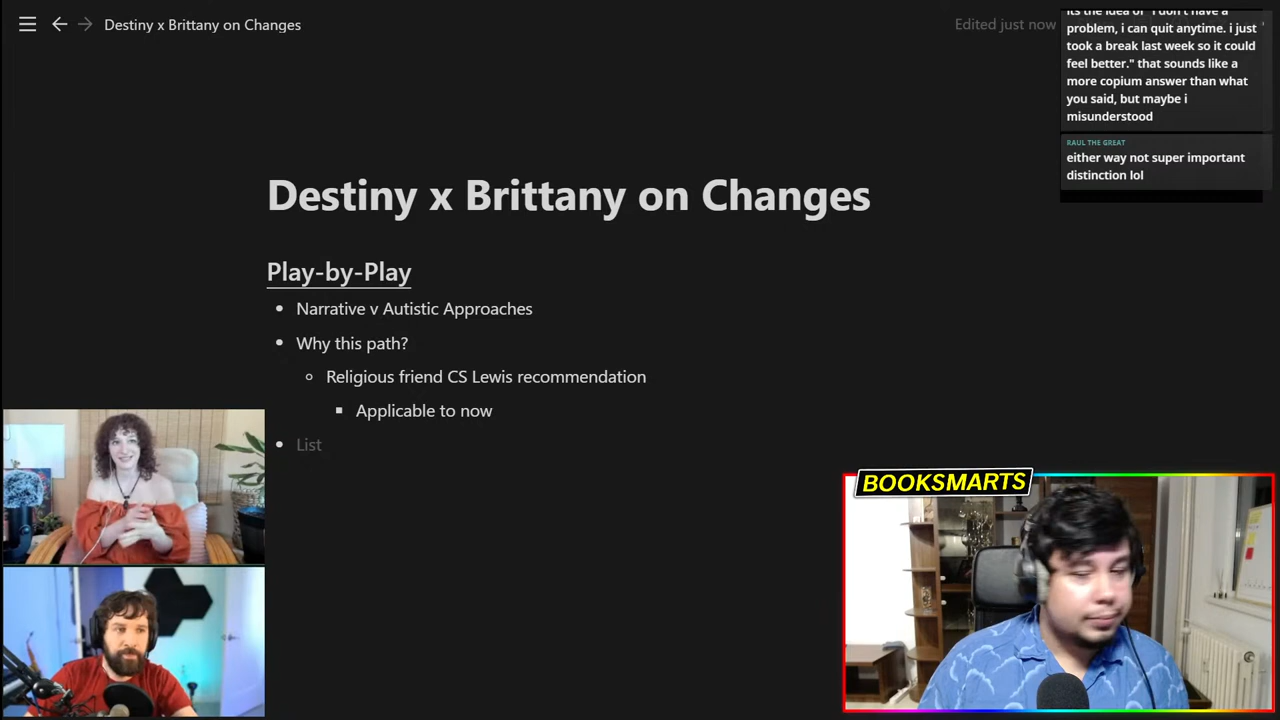 Destiny x Brittany on Changes
Edited just now
its the idea of "I don't have a
problem, i can quit anytime. i just
took a break last week so it could
feel better." that sounds like a
more copium answer than what
you said, but maybe i
misunderstood
RAUL THE GREAT
either way not super important
distinction lol
Destiny x Brittany on Changes
Play-by-Play
Narrative v Autistic Approaches
Why this path?
Religious friend CS Lewis recommendation
Applicable to now
List
BOOKSMARTS